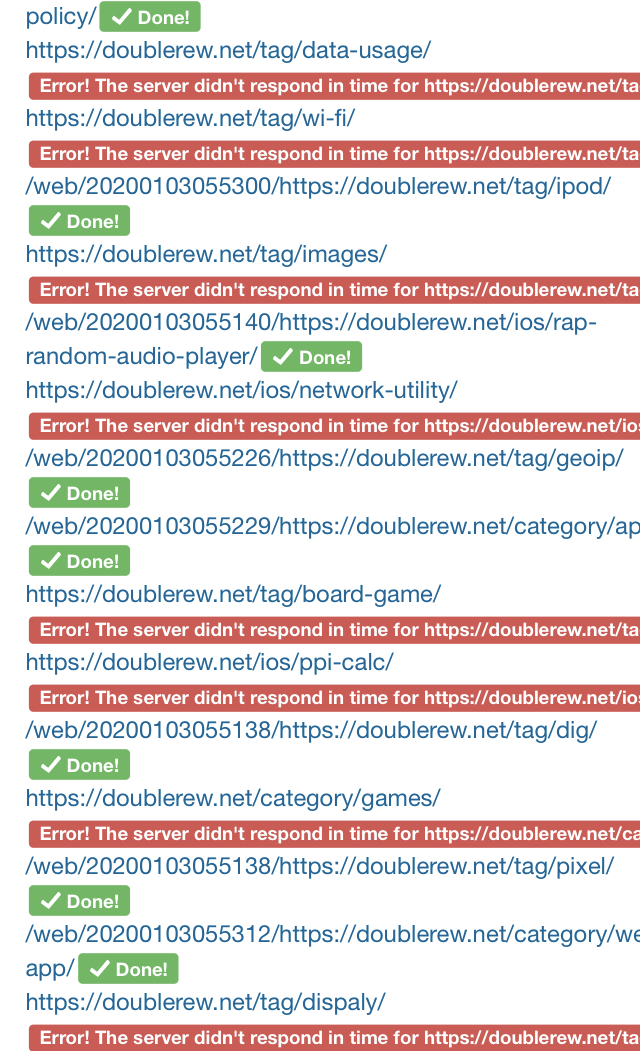 policy/ Done!
https://doublerew.net/tag/data-usage/
Error! The server didn't respond in time for https://doublerew.net/ta
https://doublerew.net/tag/wi-fi/
Error! The server didn't respond in time for https://doublerew.net/ta
/web/20200103055300/https://doublerew.net/tag/ipod/
Done!
https://doublerew.net/tag/images/
Error! The server didn't respond in time for https://doublerew.net/ta
/web/20200103055140/https://doublerew.net/ios/rap-
random-audio-player/ Done!
https://doublerew.net/ios/network-utility/
Error! The server didn't respond in time for https://doublerew.net/ios
/web/20200103055226/https://doublerew.net/tag/geoip/
Done!
/web/20200103055229/https://doublerew.net/category/ap
Done!
https://doublerew.net/tag/board-game/
Error! The server didn't respond in time for https://doublerew.net/ta
https://doublerew.net/ios/ppi-calc/
Error! The server didn't respond in time for https://doublerew.net/ios
/web/20200103055138/https://doublerew.net/tag/dig/
Done!
https://doublerew.net/category/games/
Error! The server didn't respond in time for https://doublerew.net/ca
/web/20200103055138/https://doublerew.net/tag/pixel/
Done!
/web/20200103055312/https://doublerew.net/category/we
app/ Done!
https://doublerew.net/tag/dispaly/
Error! The server didn't respond in time for https://doublerew.net/ta